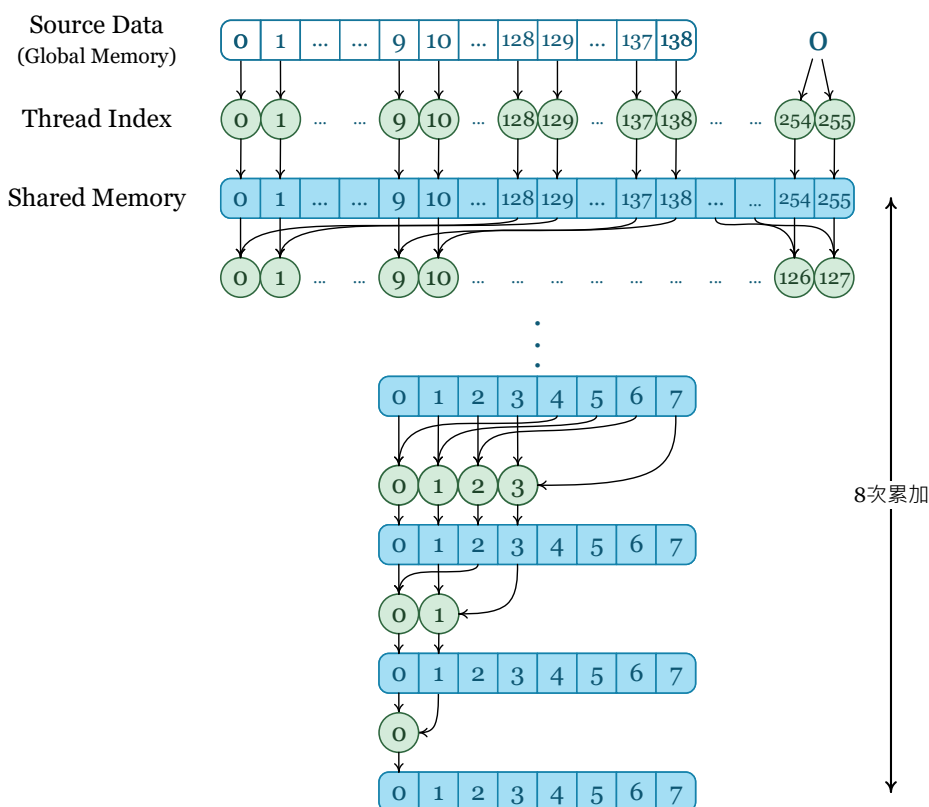 Source Data
(Global Memory)
0 1 ... ... 9 10 ... 128 129 ... 137 138
0
Thread Index
0 1 ... ... 9 10 ... 128 129 ... 137 138 ... ... 254 255
Shared Memory
0 1 ... ... 9 10 ... 128 129 ... 137 138 ... ... 254 255
0 1 ... ... 9 10 ... ... ... ... ... ... ... ... 126 127
0 1 2 3 4 5 6 7
0 1 2 3
8次累加
0 1 2 3 4 5 6 7
0 1
0 1 2 3 4 5 6 7
0
0 1 2 3 4 5 6 7